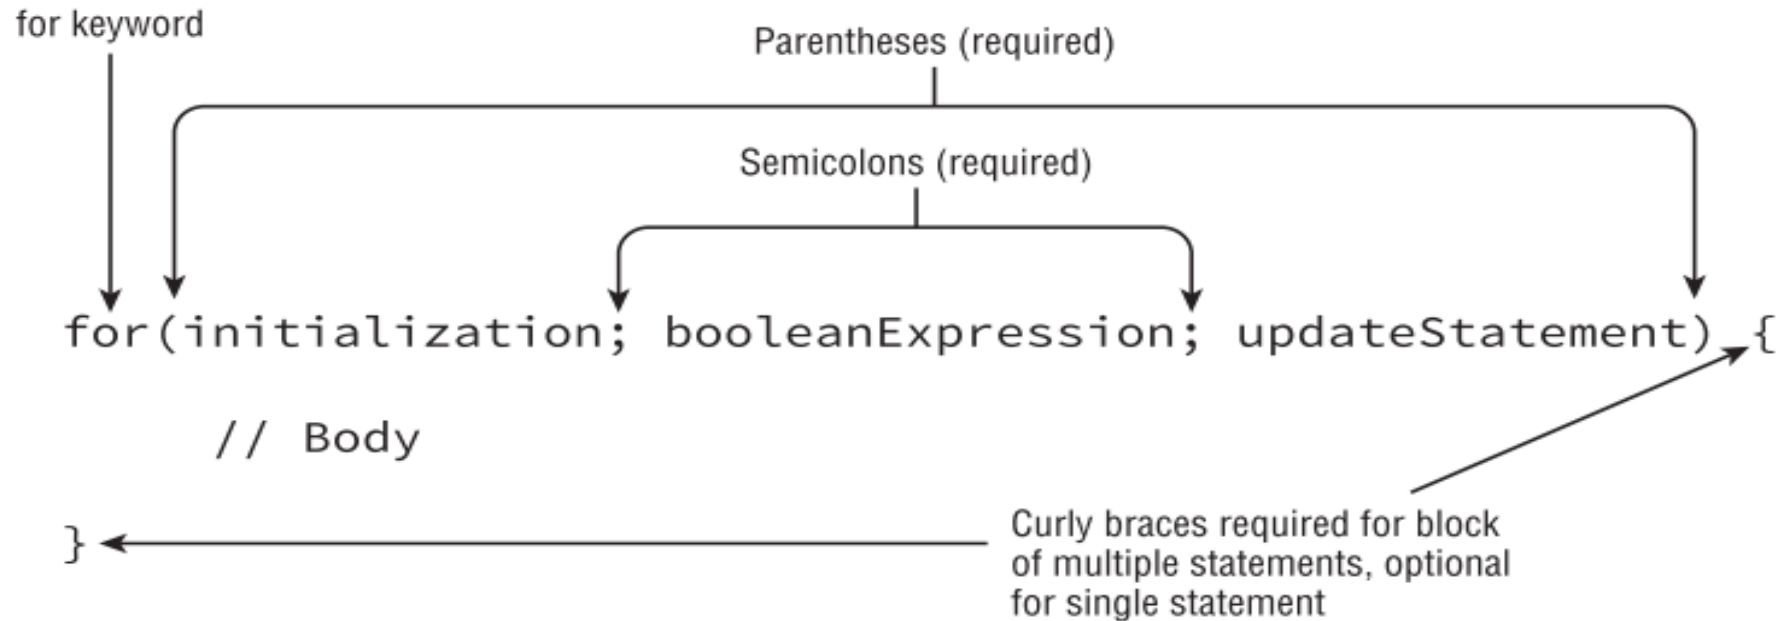 for keyword
Parentheses (required)
Semicolons (required)
for(initialization; booleanExpression; updateStatement) {
// Body
}
Curly braces required for block
of multiple statements, optional
for single statement